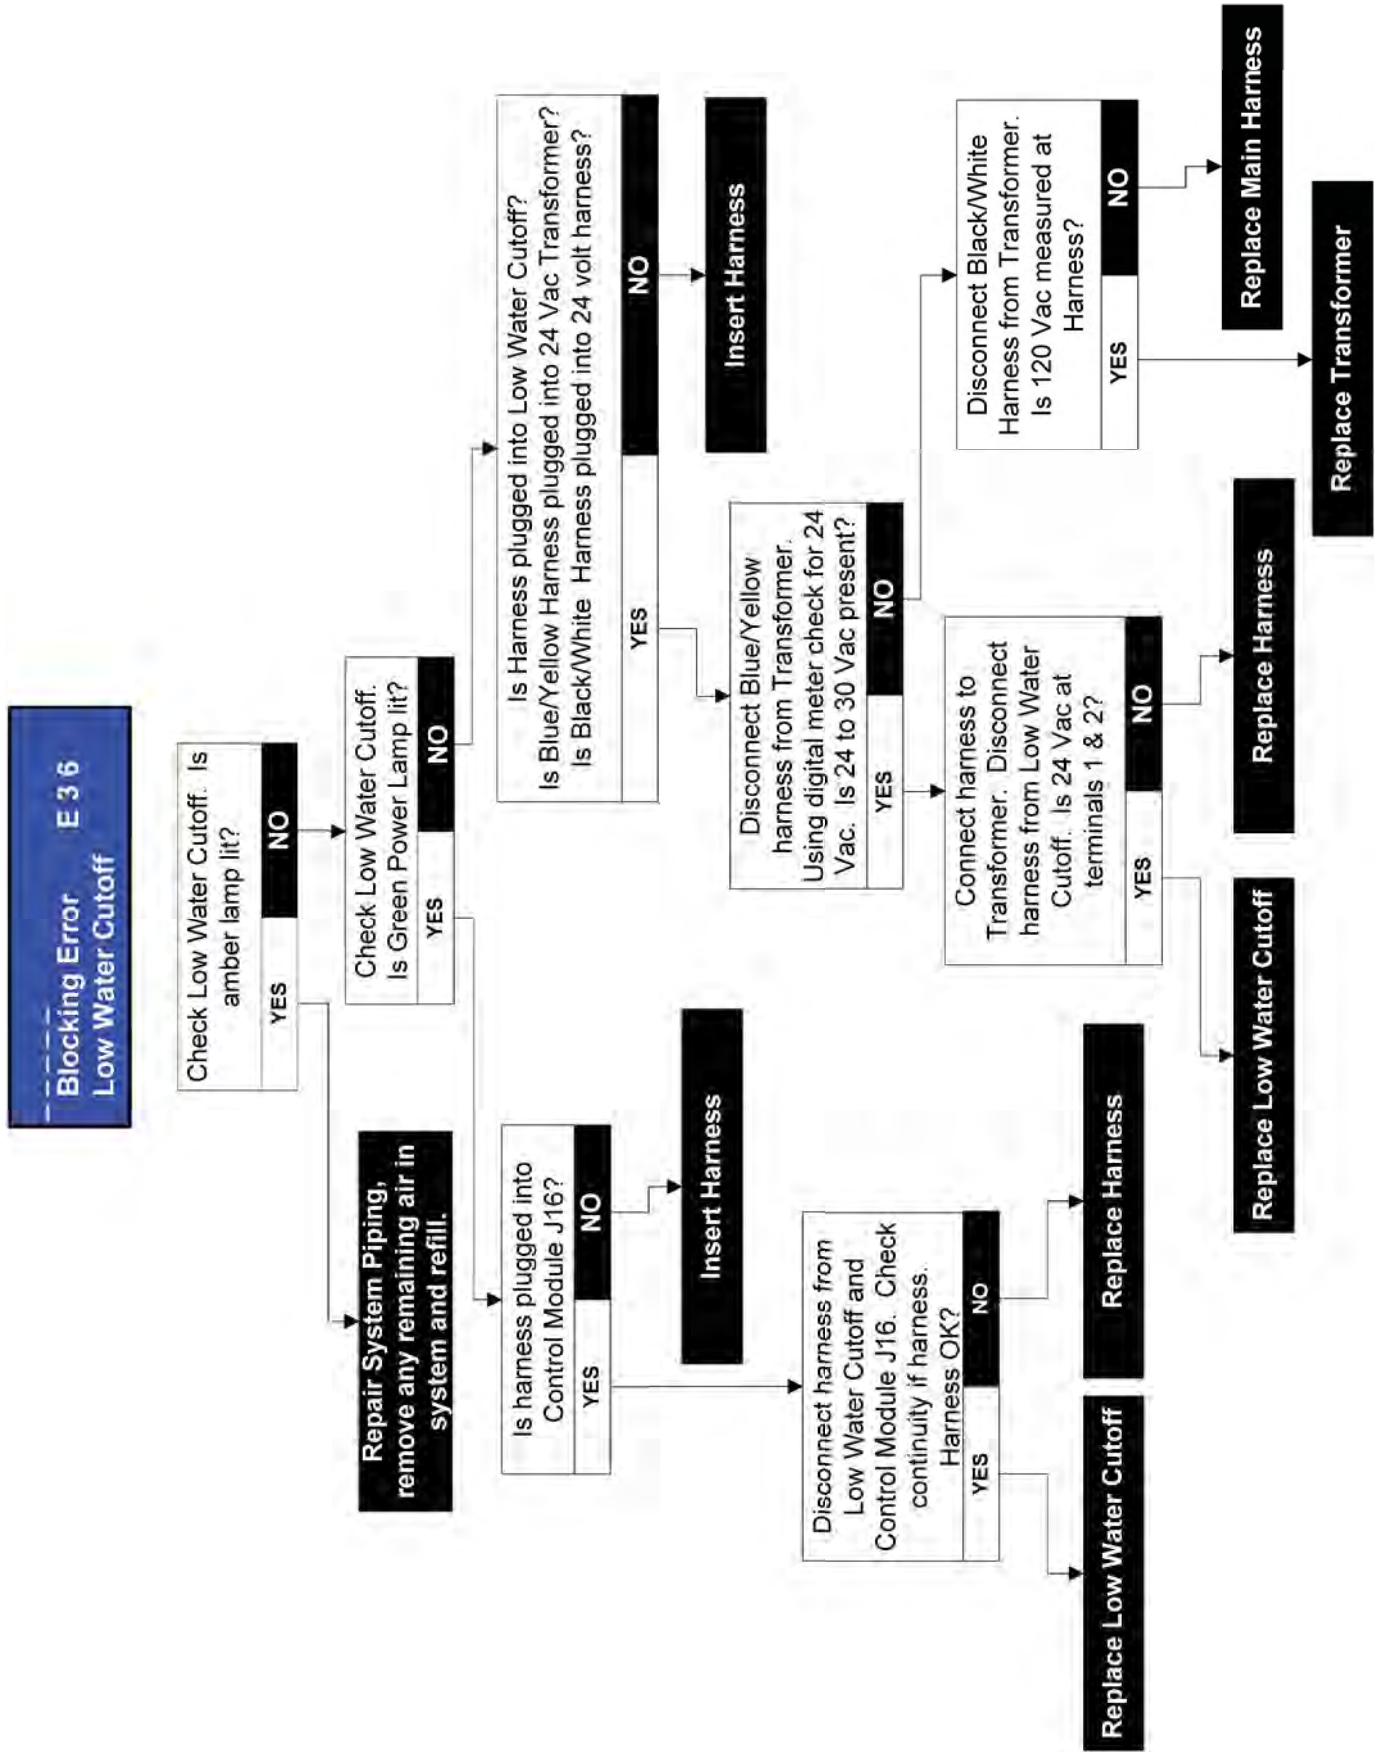 Blocking Error E 3 6
Low Water Cutoff
Check Low Water Cutoff. Is
amber lamp lit?
YES
NO
Repair System Piping,
remove any remaining air in
system and refill.
Check Low Water Cutoff.
Is Green Power Lamp lit?
YES
NO
Is harness plugged into
Control Module J16?
YES
NO
Insert Harness
Disconnect harness from
Low Water Cutoff and
Control Module J16. Check
continuity if harness.
Harness OK?
YES
NO
Replace Low Water Cutoff
Replace Harness
Is Harness plugged into Low Water Cutoff?
Is Blue/Yellow Harness plugged into 24 Vac Transformer?
Is Black/White Harness plugged into 24 volt harness?
YES
NO
Insert Harness
Disconnect Blue/Yellow
harness from Transformer.
Using digital meter check for 24
Vac. Is 24 to 30 Vac present?
YES
NO
Connect harness to
Transformer. Disconnect
harness from Low Water
Cutoff. Is 24 Vac at
terminals 1 & 2?
YES
NO
Replace Low Water Cutoff
Replace Harness
Disconnect Black/White
Harness from Transformer.
Is 120 Vac measured at
Harness?
YES
NO
Replace Transformer
Replace Main Harness